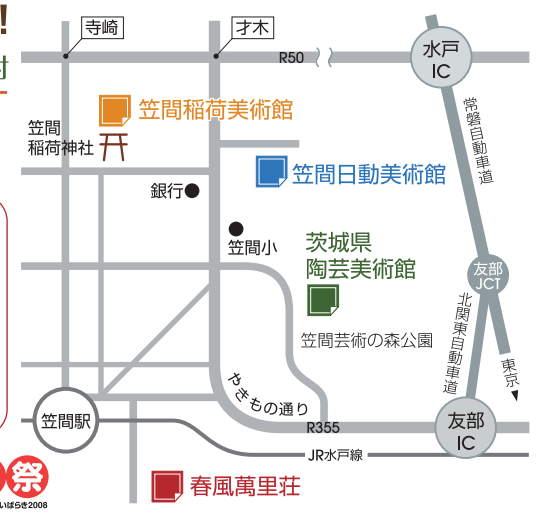 !
寺崎
才木
水戸
IC
R50
村
笠間稲荷美術館
常磐自動車道
笠間
稲荷神社
笠間日動美術館
銀行
笠間小
茨城県
陶芸美術館
友部
JCT
北関東自動車道
笠間芸術の森公園
東京
やきもの通り
笠間駅
R355
友部
IC
JR水戸線
春風萬里荘
祭
いばらき2008